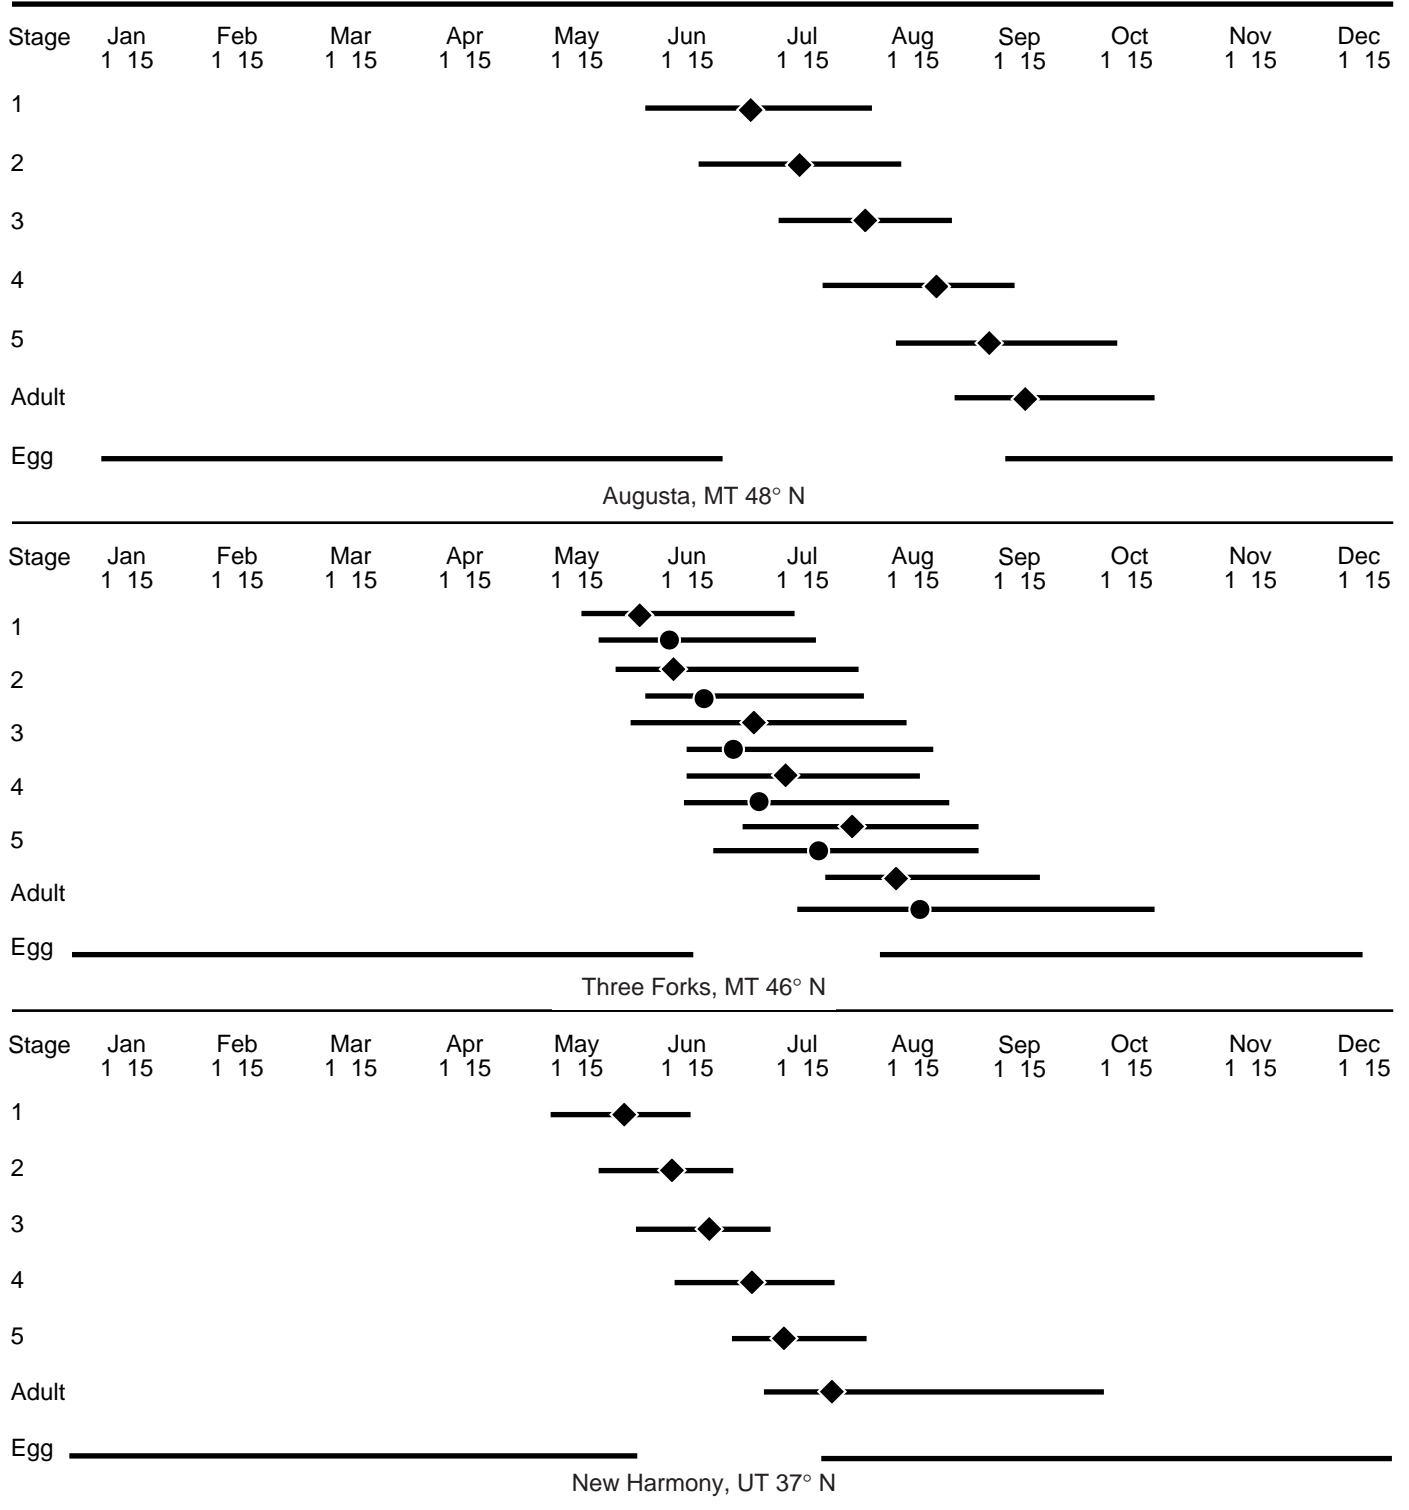 Stage Jan Feb Mar Apr May Jun Jul Aug Sep Oct Nov Dec
1 15 1 15 1 15 1 15 1 15 1 15 1 15 1 15 1 15 1 15 1 15 1 15
1
2
3
4
5
Adult
Egg
Augusta, MT 48° N
Stage Jan Feb Mar Apr May Jun Jul Aug Sep Oct Nov Dec
1 15 1 15 1 15 1 15 1 15 1 15 1 15 1 15 1 15 1 15 1 15 1 15
1
2
3
4
5
Adult
Egg
Three Forks, MT 46° N
Stage Jan Feb Mar Apr May Jun Jul Aug Sep Oct Nov Dec
1 15 1 15 1 15 1 15 1 15 1 15 1 15 1 15 1 15 1 15 1 15 1 15
1
2
3
4
5
Adult
Egg
New Harmony, UT 37° N